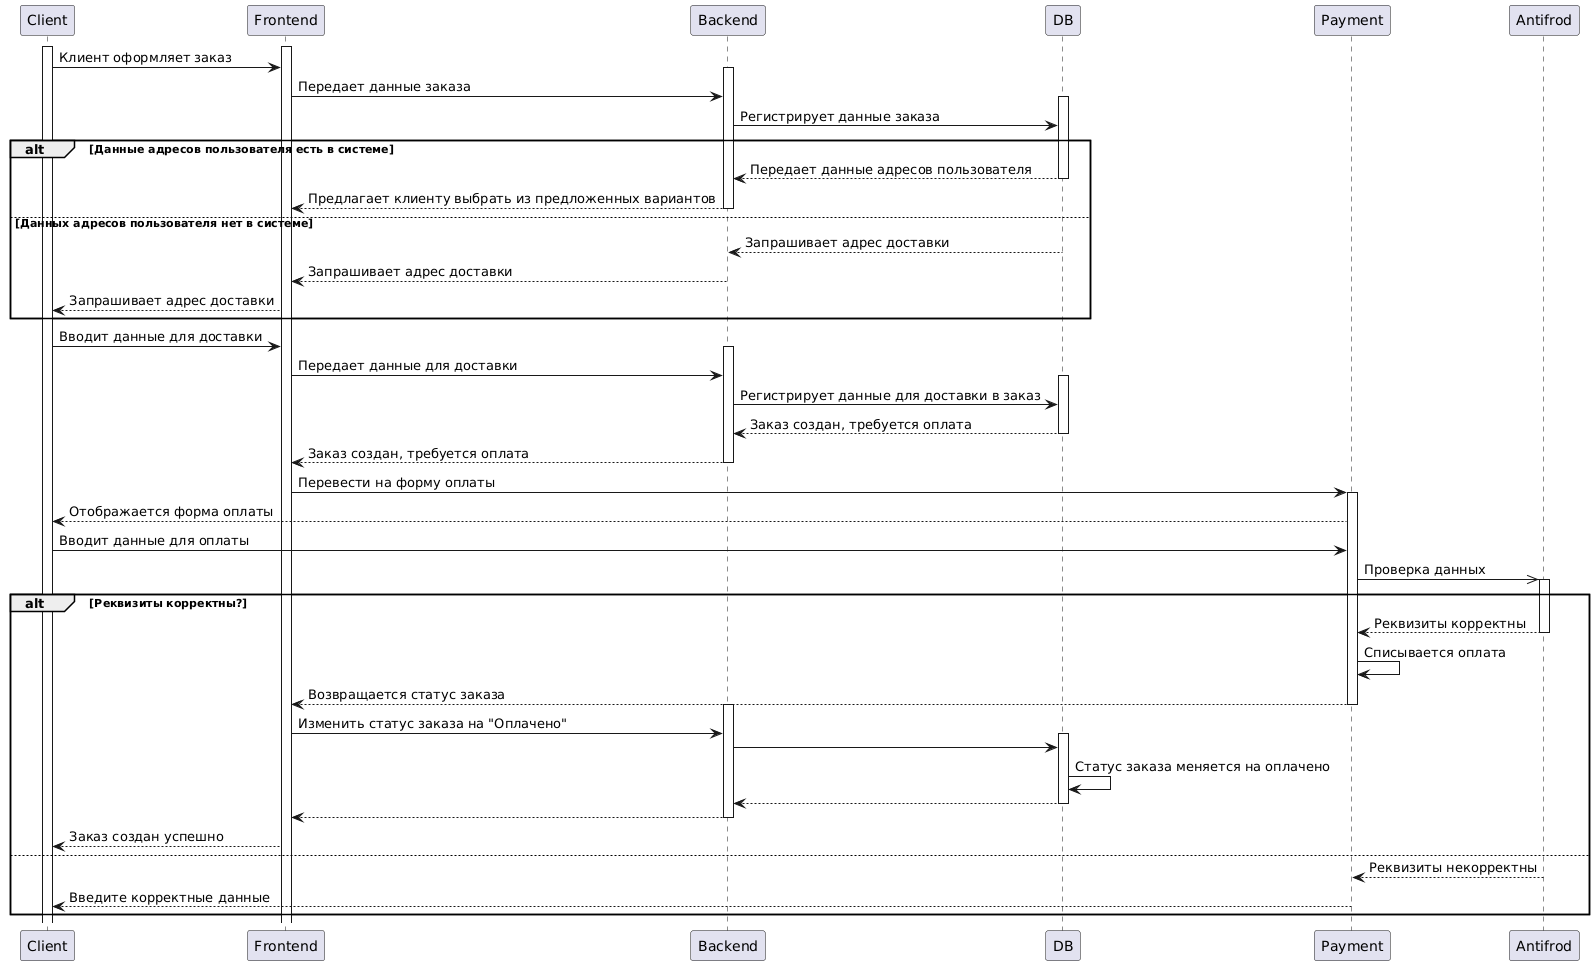 Client Frontend Backend DB Payment Antifrod
Клиент оформляет заказ
Передает данные заказа
Регистрирует данные заказа
alt [Данные адресов пользователя есть в системе]
Передает данные адресов пользователя
Предлагает клиенту выбрать из предложенных вариантов
[Данных адресов пользователя нет в системе]
Запрашивает адрес доставки
Запрашивает адрес доставки
Запрашивает адрес доставки
Вводит данные для доставки
Передает данные для доставки
Регистрирует данные для доставки в заказ
Заказ создан, требуется оплата
Заказ создан, требуется оплата
Перевести на форму оплаты
Отображается форма оплаты
Вводит данные для оплаты
Проверка данных
alt [Реквизиты корректны?]
Реквизиты корректны
Списывается оплата
Возвращается статус заказа
Изменить статус заказа на "Оплачено"
Статус заказа меняется на оплачено
Заказ создан успешно
Реквизиты некорректны
Введите корректные данные
Client Frontend Backend DB Payment Antifrod